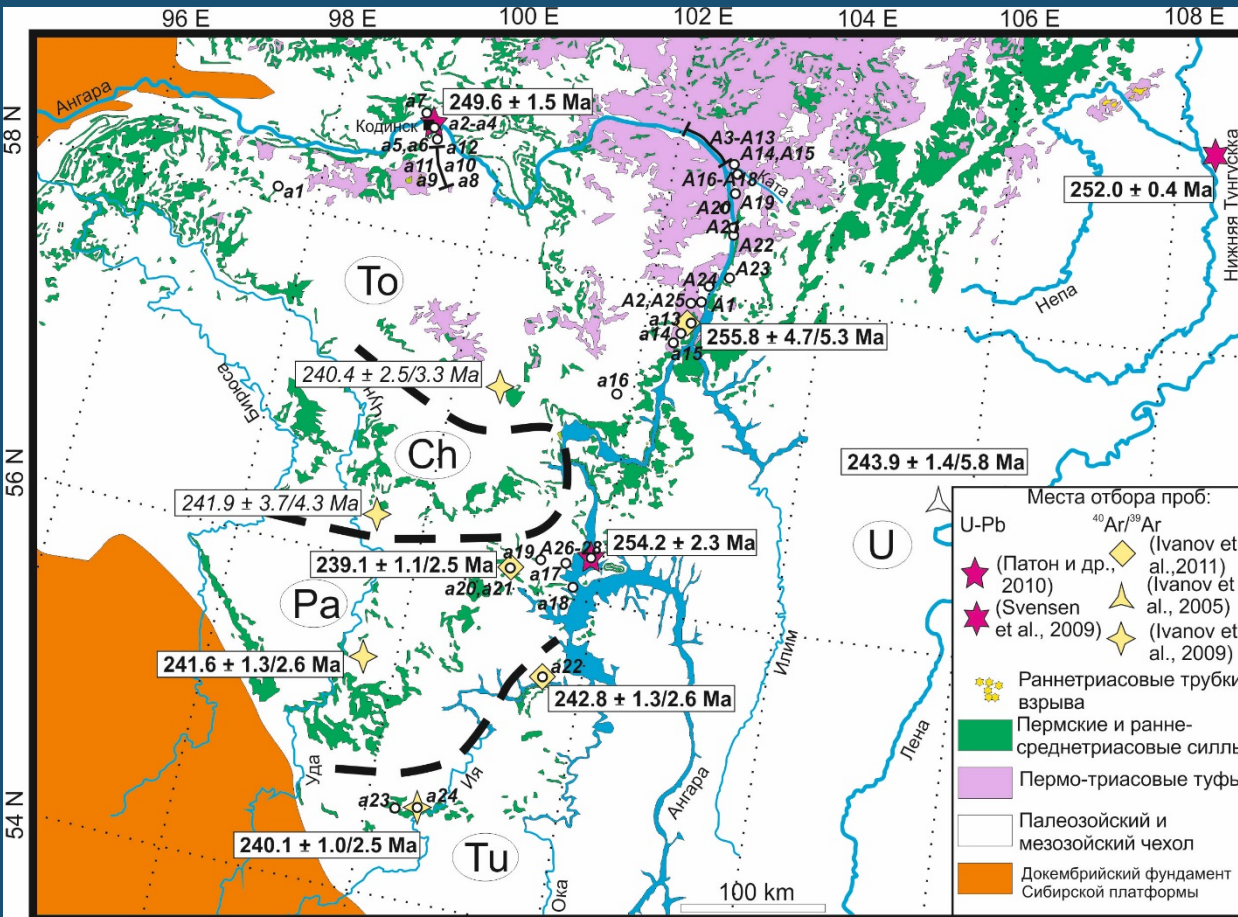 96 E
98 E
100 E
102 E
104 E
106 E
108 E
58 N
56 N
54 N
Ангара
a7
249.6 ± 1.5 Ma
Кодинск
a2-a4
a5,a6
a12
a11
a10
a9
a8
a1
A3-A13
A14,A15
Ката
A16-A18
A19
A20
A21
A22
252.0 ± 0.4 Ma
Нижняя Тунгуска
Непа
To
A23
A24
A2,A25
A1
a13
a14
a15
255.8 ± 4.7/5.3 Ma
240.4 ± 2.5/3.3 Ma
a16
Бирюса
Ch
241.9 ± 3.7/4.3 Ma
243.9 ± 1.4/5.8 Ma
U
a19
A26-28
254.2 ± 2.3 Ma
239.1 ± 1.1/2.5 Ma
a17
a20,a21
a18
Pa
Илим
241.6 ± 1.3/2.6 Ma
a22
242.8 ± 1.3/2.6 Ma
Уда
Ия
Ангара
Лена
a23
a24
240.1 ± 1.0/2.5 Ma
Tu
Ока
100 km
Места отбора проб:
U-Pb
40Ar/39Ar
(Патон и др.,
2010)
(Svensen
et al., 2009)
(Ivanov et
al.,2011)
(Ivanov et
al., 2005)
(Ivanov et
al., 2009)
Раннетриасовые трубки
взрыва
Пермские и ранне-
среднетриасовые силлы
Пермо-триасовые туфы
Палеозойский и
мезозойский чехол
Докембрийский фундамент
Сибирской платформы